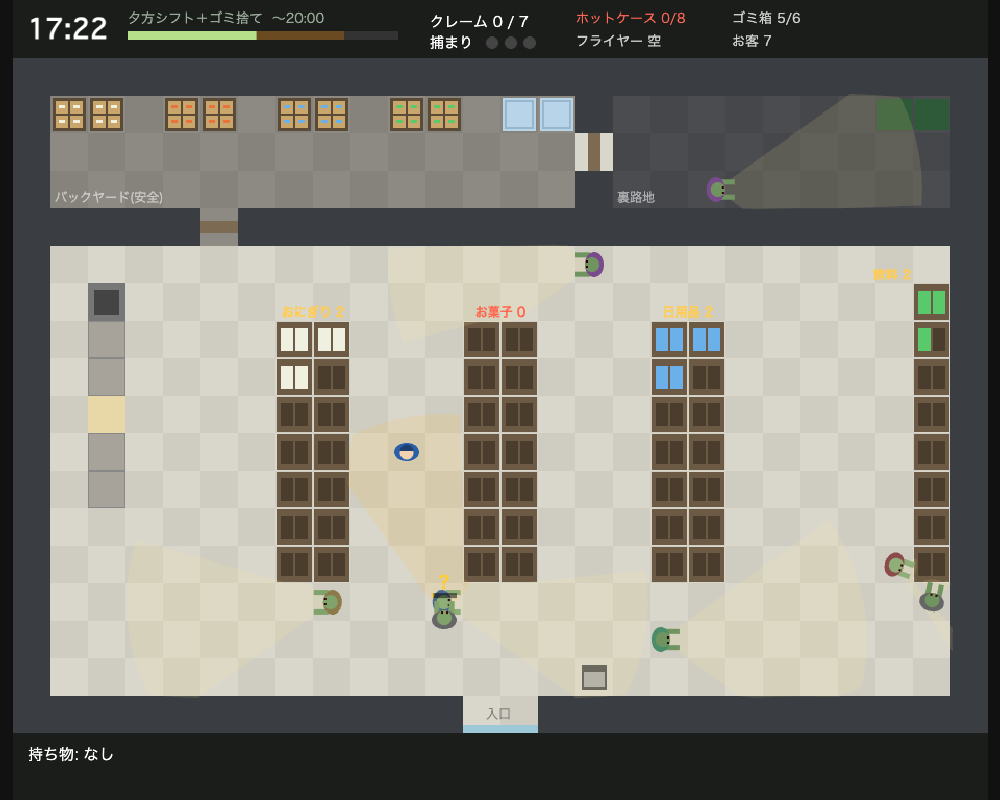 17:22
夕方シフト＋ゴミ捨て ～20:00
クレーム 0 / 7
捕まり
ホットケース 0/8
フライヤー 空
ゴミ箱 5/6
お客 7
バックヤード(安全)
裏路地
飲料 2
おにぎり 2
お菓子 0
日用品 2
?
入口
持ち物: なし